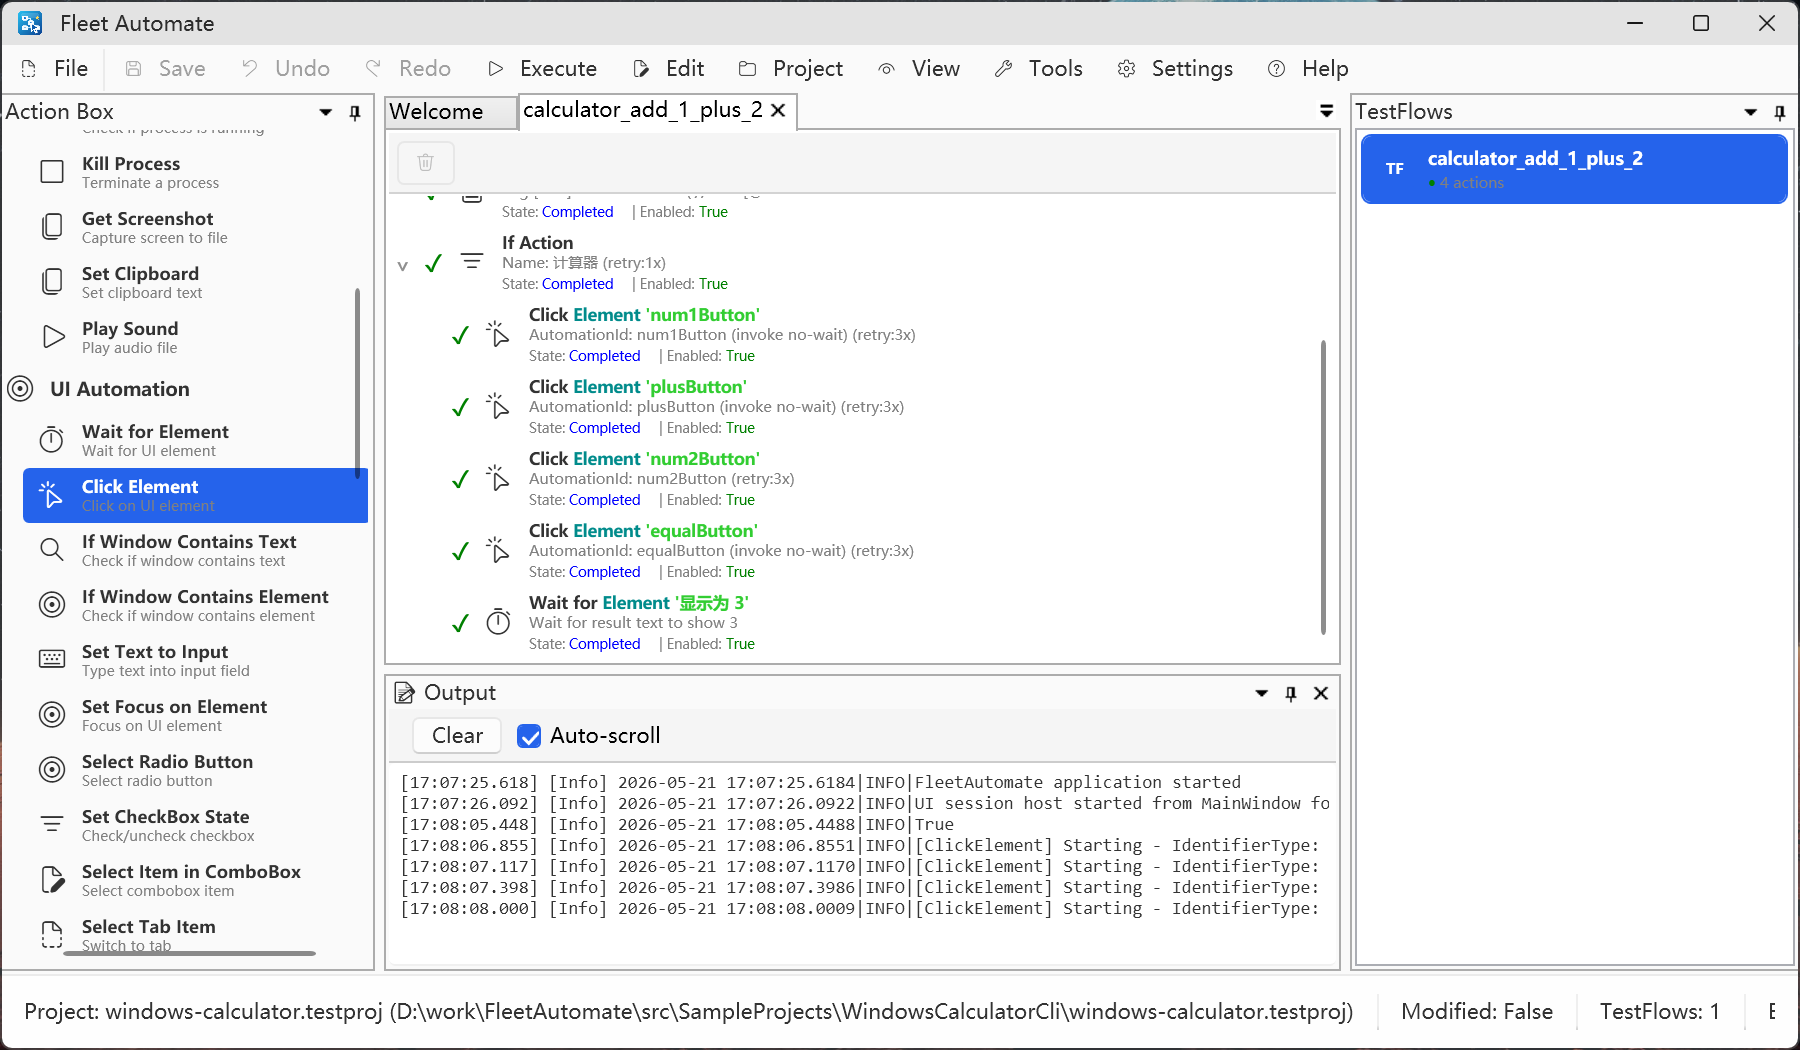 Fleet Automate
File
Save
Undo
Redo
Execute
Edit
Project
View
Tools
Settings
Help
Action Box
Check if process is running
Kill Process
Terminate a process
Get Screenshot
Capture screen to file
Set Clipboard
Set clipboard text
Play Sound
Play audio file
UI Automation
Wait for Element
Wait for UI element
Click Element
Click on UI element
If Window Contains Text
Check if window contains text
If Window Contains Element
Check if window contains element
Set Text to Input
Type text into input field
Set Focus on Element
Focus on UI element
Select Radio Button
Select radio button
Set CheckBox State
Check/uncheck checkbox
Select Item in ComboBox
Select combobox item
Select Tab Item
Switch to tab
Welcome
calculator_add_1_plus_2
State: Completed | Enabled: True
If Action
Name: 计算器 (retry:1x)
State: Completed | Enabled: True
Click Element 'num1Button'
AutomationId: num1Button (invoke no-wait) (retry:3x)
State: Completed | Enabled: True
Click Element 'plusButton'
AutomationId: plusButton (invoke no-wait) (retry:3x)
State: Completed | Enabled: True
Click Element 'num2Button'
AutomationId: num2Button (retry:3x)
State: Completed | Enabled: True
Click Element 'equalButton'
AutomationId: equalButton (invoke no-wait) (retry:3x)
State: Completed | Enabled: True
Wait for Element '显示为 3'
Wait for result text to show 3
State: Completed | Enabled: True
Output
Clear
Auto-scroll
[17:07:25.618] [Info] 2026-05-21 17:07:25.6184|INFO|FleetAutomate application started
[17:07:26.092] [Info] 2026-05-21 17:07:26.0922|INFO|UI session host started from MainWindow fo
[17:08:05.448] [Info] 2026-05-21 17:08:05.4488|INFO|True
[17:08:06.855] [Info] 2026-05-21 17:08:06.8551|INFO|[ClickElement] Starting - IdentifierType:
[17:08:07.117] [Info] 2026-05-21 17:08:07.1170|INFO|[ClickElement] Starting - IdentifierType:
[17:08:07.398] [Info] 2026-05-21 17:08:07.3986|INFO|[ClickElement] Starting - IdentifierType:
[17:08:08.000] [Info] 2026-05-21 17:08:08.0009|INFO|[ClickElement] Starting - IdentifierType:
TestFlows
TF
calculator_add_1_plus_2
4 actions
Project: windows-calculator.testproj (D:\work\FleetAutomate\src\SampleProjects\WindowsCalculatorCli\windows-calculator.testproj)
Modified: False
TestFlows: 1